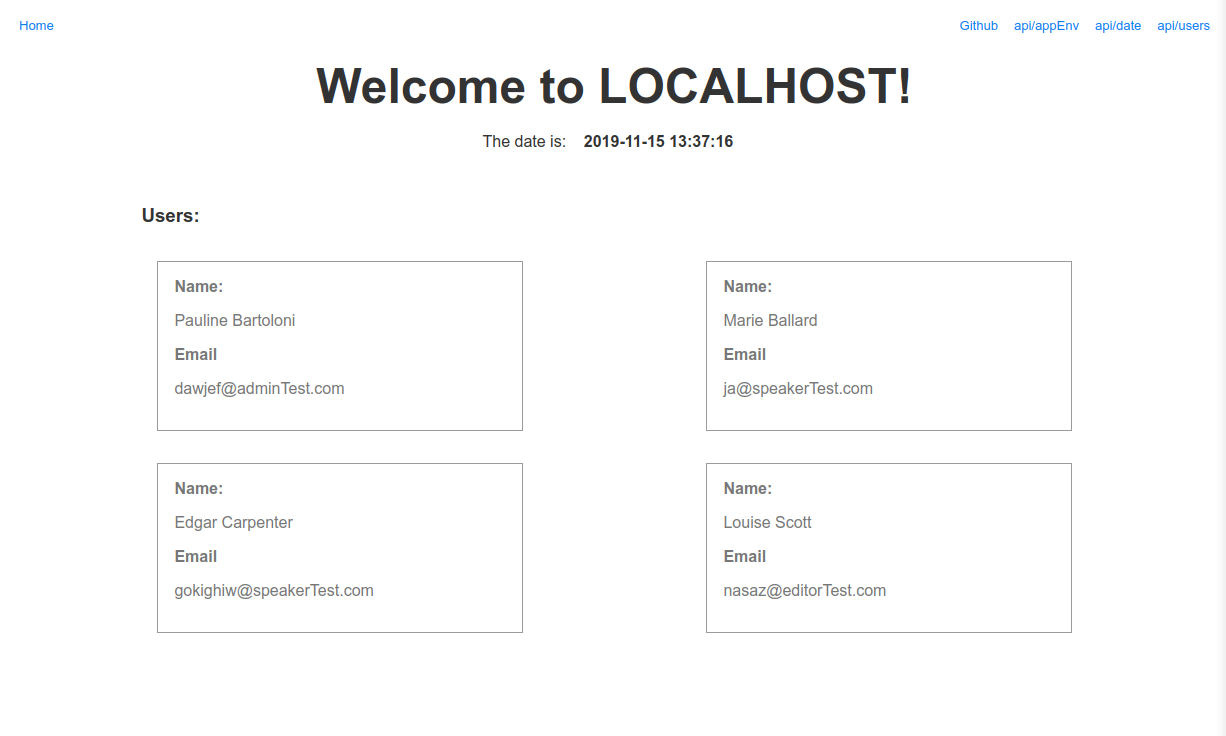 Home Github api/appEnv api/date api/users
Welcome to LOCALHOST!
The date is: 2019-11-15 13:37:16
Users:
Name:
Pauline Bartoloni
Email
dawjef@adminTest.com
Name:
Marie Ballard
Email
ja@speakerTest.com
Name:
Edgar Carpenter
Email
gokighiw@speakerTest.com
Name:
Louise Scott
Email
nasaz@editorTest.com